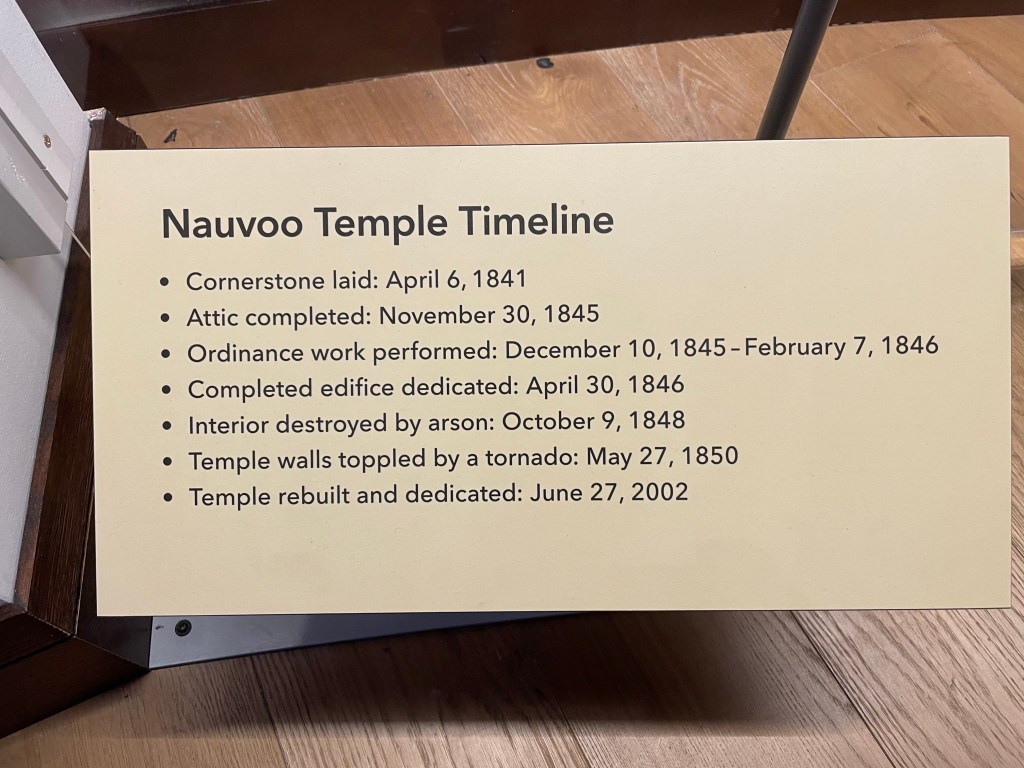 Nauvoo Temple Timeline
• Cornerstone laid: April 6, 1841
• Attic completed: November 30, 1845
• Ordinance work performed: December 10, 1845–February 7, 1846
• Completed edifice dedicated: April 30, 1846
• Interior destroyed by arson: October 9, 1848
• Temple walls toppled by a tornado: May 27, 1850
• Temple rebuilt and dedicated: June 27, 2002